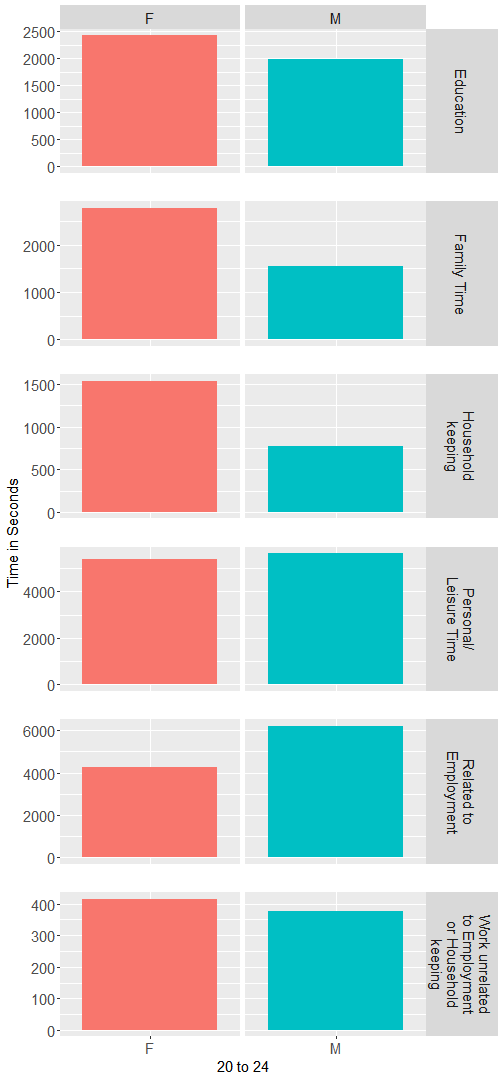 F M
2500
2000
1500
1000
500
0
Education
2000
1000
0
Family Time
1500
1000
500
0
Household
keeping
Time in Seconds
4000
2000
0
Personal/
Leisure Time
6000
4000
2000
0
Related to
Employment
400
300
200
100
0
Work unrelated
to Employment
or Household
keeping
F M
20 to 24